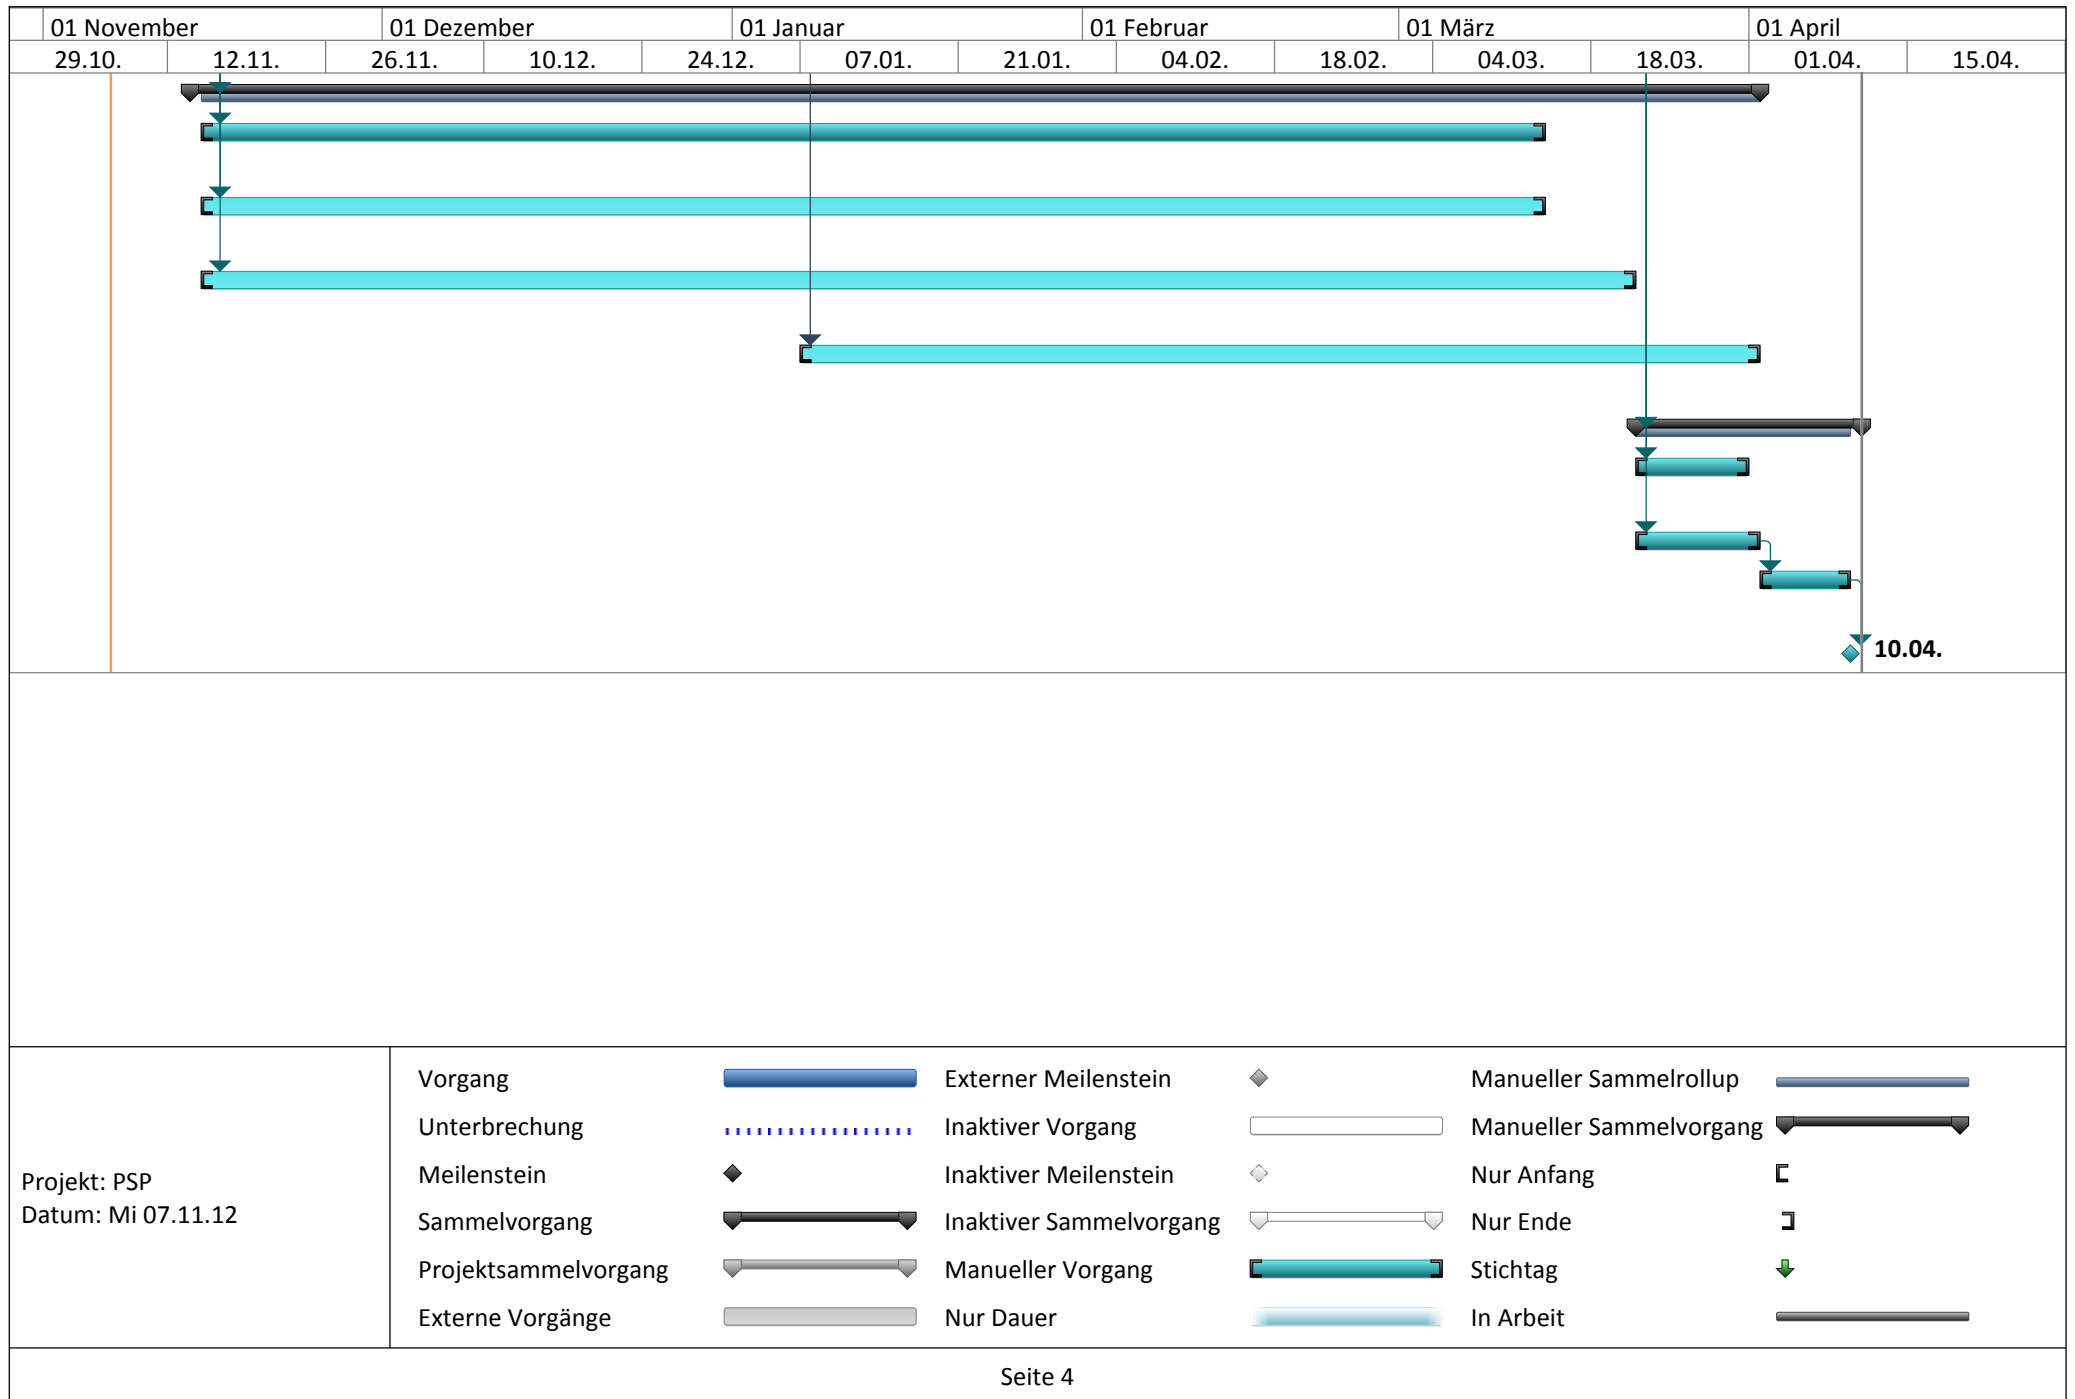 01 November 01 Dezember 01 Januar 01 Februar 01 März 01 April
29.10. 12.11. 26.11. 10.12. 24.12. 07.01. 21.01. 04.02. 18.02. 04.03. 18.03. 01.04. 15.04.
10.04.
Projekt: PSP
Datum: Mi 07.11.12
Vorgang
Unterbrechung
Meilenstein
Sammelvorgang
Projektsammelvorgang
Externe Vorgänge
Externer Meilenstein
Inaktiver Vorgang
Inaktiver Meilenstein
Inaktiver Sammelvorgang
Manueller Vorgang
Nur Dauer
Manueller Sammelrollup
Manueller Sammelvorgang
Nur Anfang
Nur Ende
Stichtag
In Arbeit
Seite 4